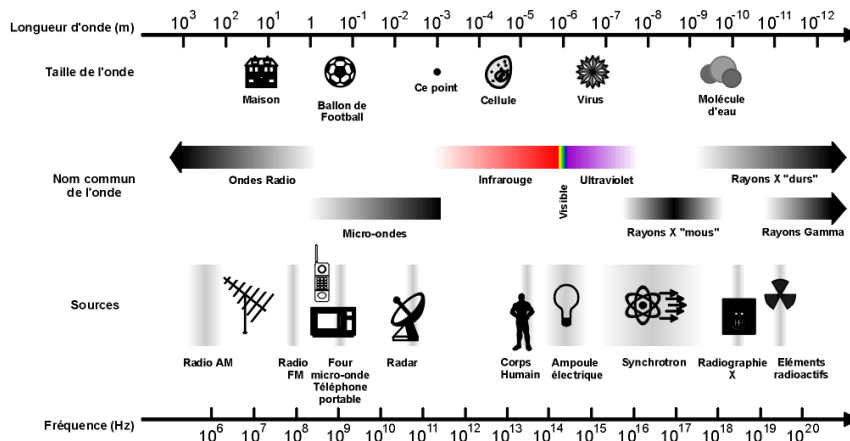 Longueur d'onde (m) 10³ 10² 10¹ 1 10⁻¹ 10⁻² 10⁻³ 10⁻⁴ 10⁻⁵ 10⁻⁶ 10⁻⁷ 10⁻⁸ 10⁻⁹ 10⁻¹⁰ 10⁻¹¹ 10⁻¹²
Taille de l'onde
Maison
Ballon de
Football
Ce point
Cellule
Virus
Molécule
d'eau
Nom commun
de l'onde
Ondes Radio
Infrarouge
Visible
Ultraviolet
Rayons X "durs"
Micro-ondes
Rayons X "mous"
Rayons Gamma
Sources
Radio AM
Radio
FM
Four
micro-onde
Téléphone
portable
Radar
Corps
Humain
Ampoule
électrique
Synchrotron
Radiographie
X
Eléments
radioactifs
Fréquence (Hz) 10⁶ 10⁷ 10⁸ 10⁹ 10¹⁰ 10¹¹ 10¹² 10¹³ 10¹⁴ 10¹⁵ 10¹⁶ 10¹⁷ 10¹⁸ 10¹⁹ 10²⁰